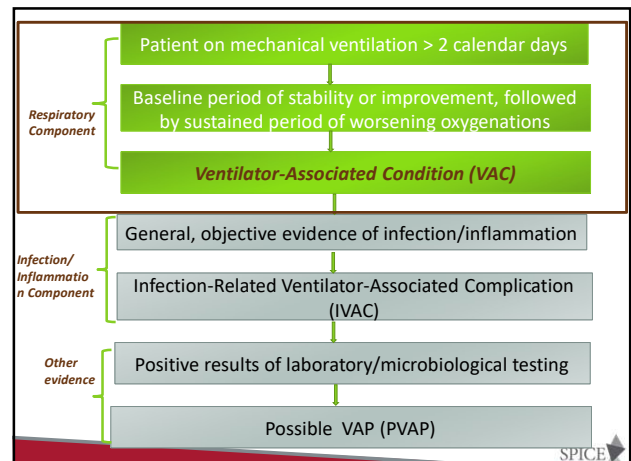 Patient on mechanical ventilation > 2 calendar days
Baseline period of stability or improvement, followed
by sustained period of worsening oxygenations
Respiratory
Component
Ventilator-Associated Condition (VAC)
General, objective evidence of infection/inflammation
Infection/
Inflammatio
n Component
Infection-Related Ventilator-Associated Complication
(IVAC)
Other
evidence
Positive results of laboratory/microbiological testing
Possible VAP (PVAP)
SPICE